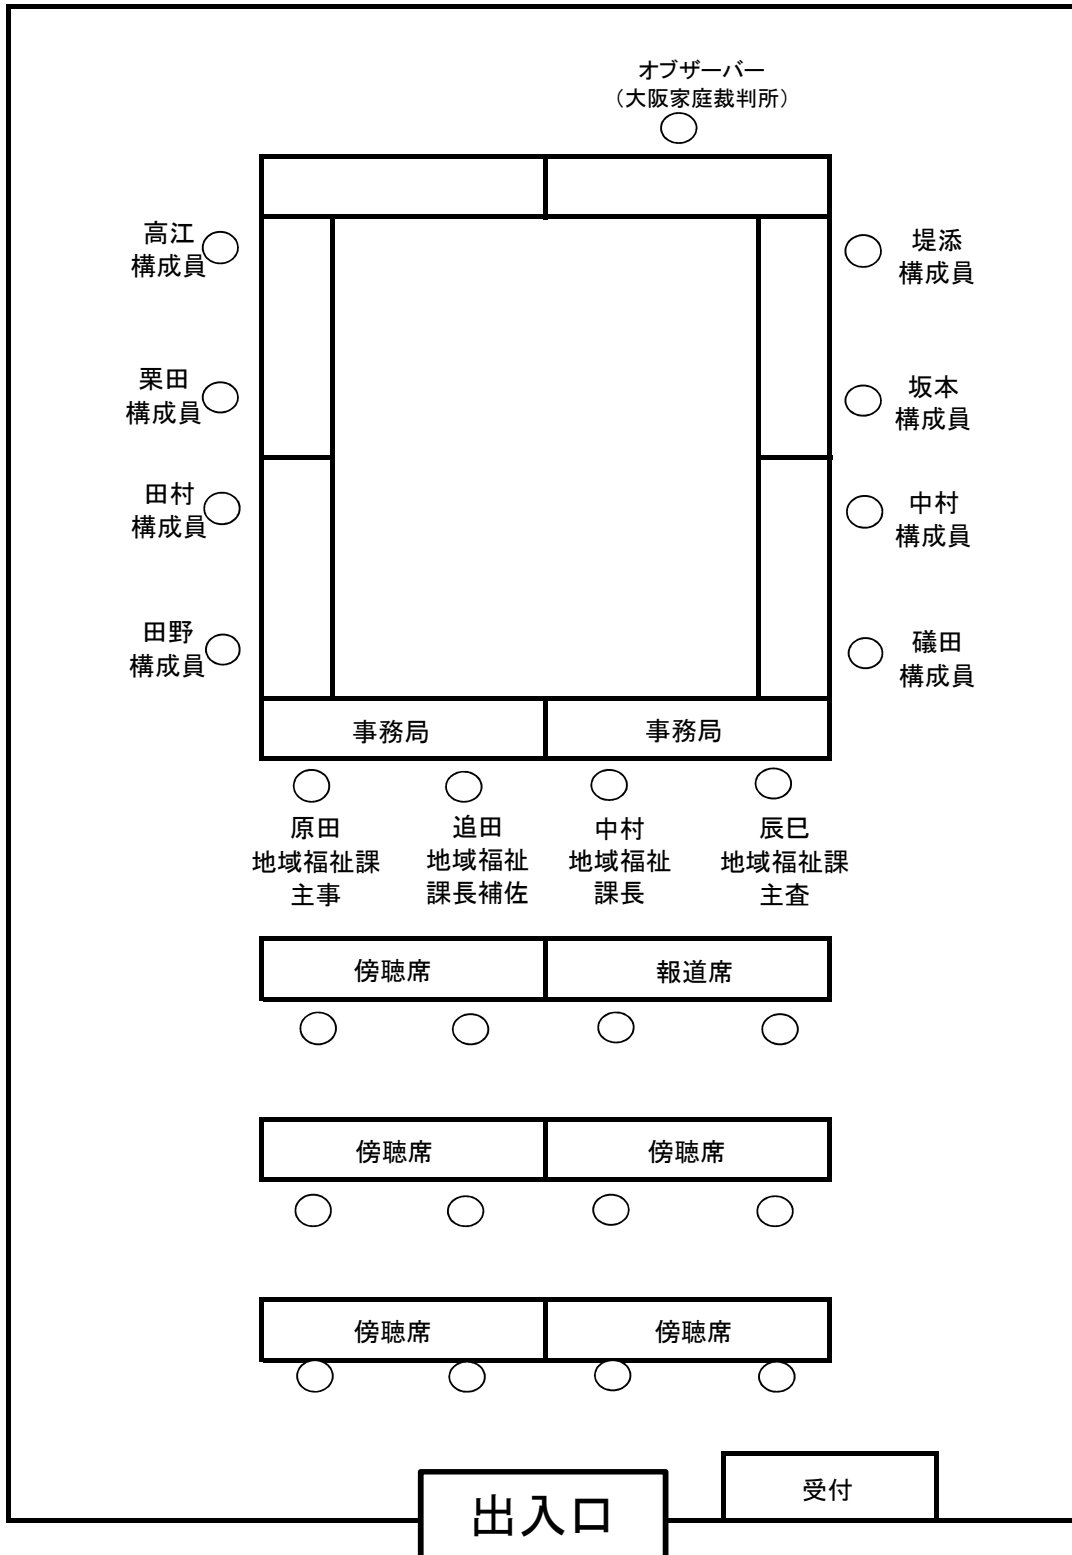 オブザーバー
（大阪家庭裁判所）
高江
構成員
堤添
構成員
栗田
構成員
坂本
構成員
田村
構成員
中村
構成員
田野
構成員
礒田
構成員
事務局
事務局
原田
地域福祉課
主事
追田
地域福祉
課長補佐
中村
地域福祉
課長
辰巳
地域福祉課
主査
傍聴席
報道席
傍聴席
傍聴席
傍聴席
傍聴席
受付
出入口